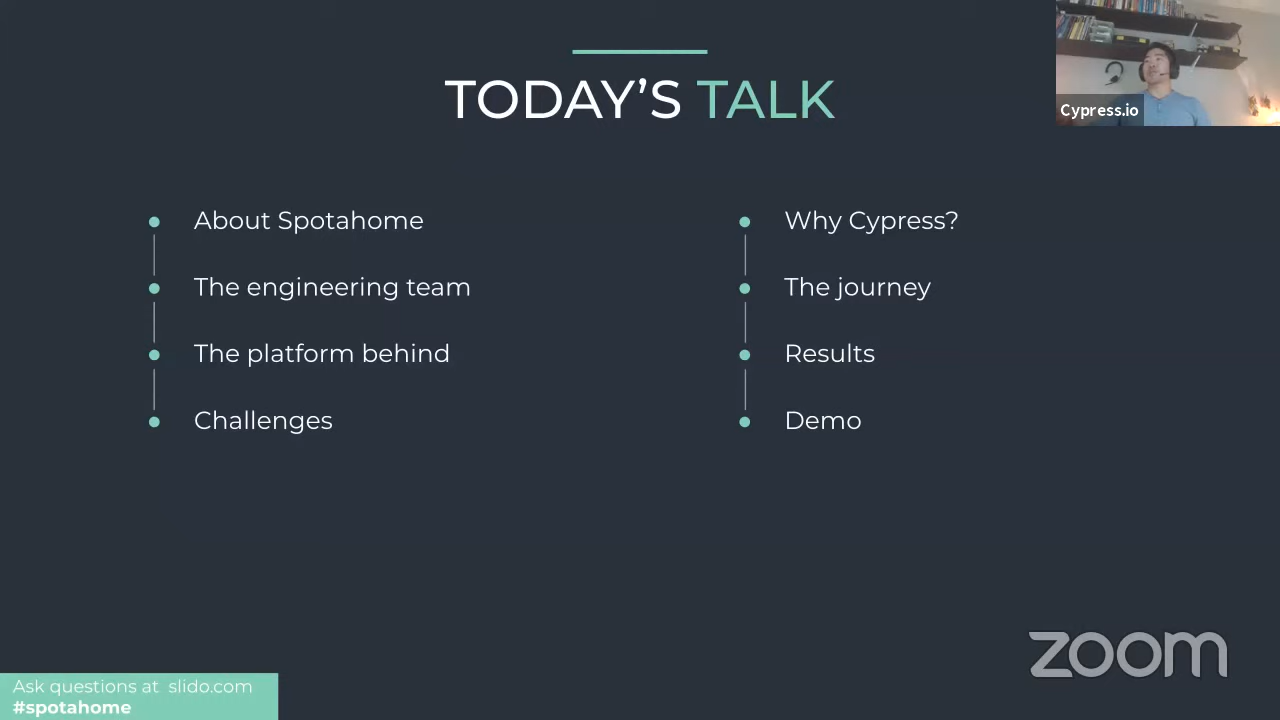 TODAY'S TALK
Cypress.io
About Spotahome
The engineering team
The platform behind
Challenges
Why Cypress?
The journey
Results
Demo
zoom
Ask questions at slido.com
#spotahome